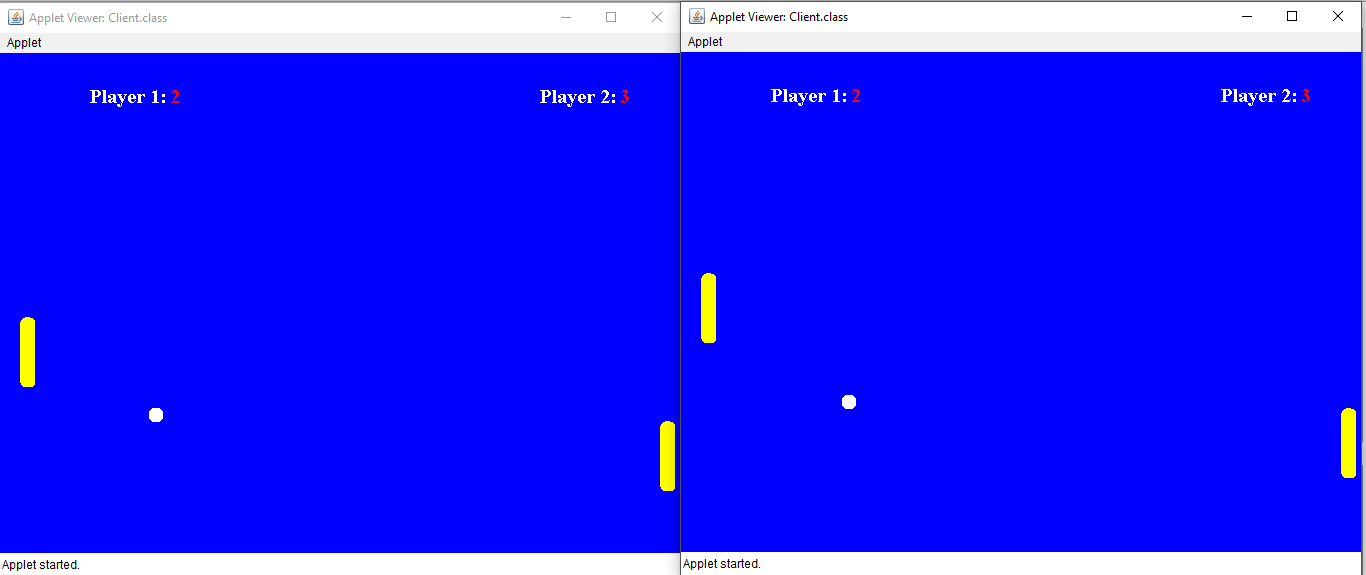 Applet Viewer: Client.class
Applet
Player 1: 2
Player 2: 3
Applet started.
Applet Viewer: Client.class
Applet
Player 1: 2
Player 2: 3
Applet started.